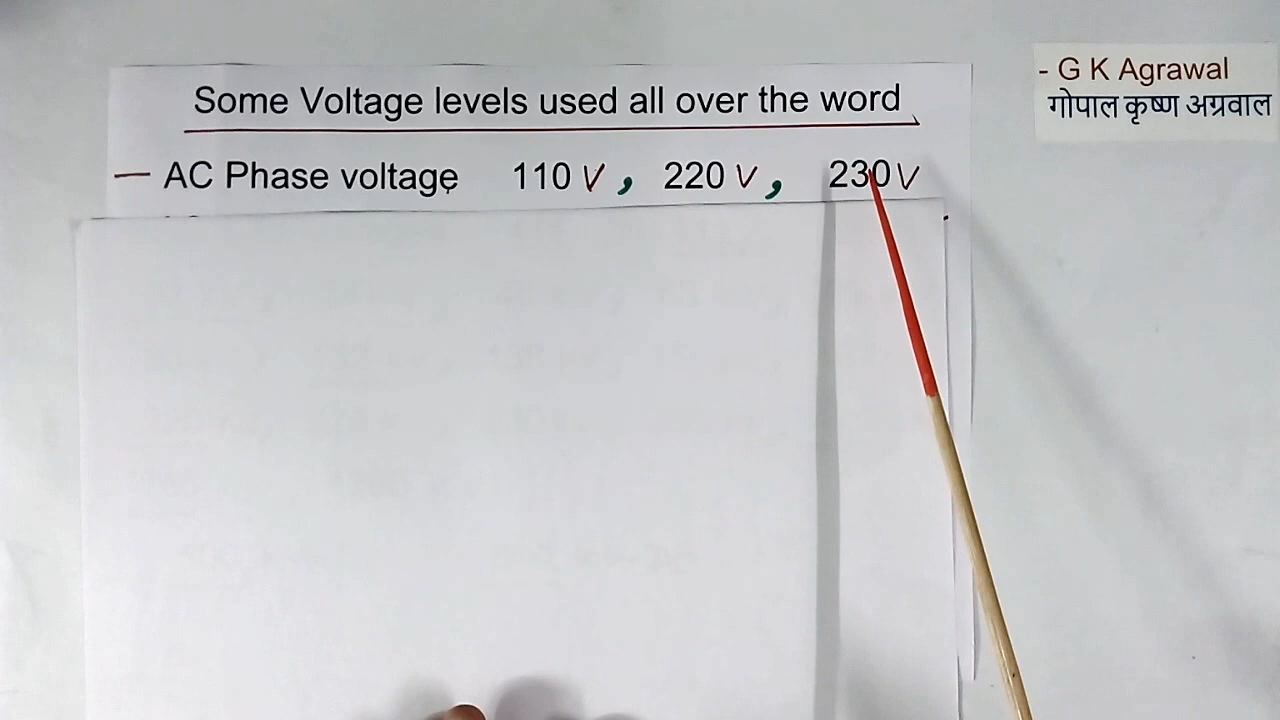 Some Voltage levels used all over the word
— AC Phase voltage 110 V , 220 V , 230 V
- G K Agrawal
गोपाल कृष्ण अग्रवाल